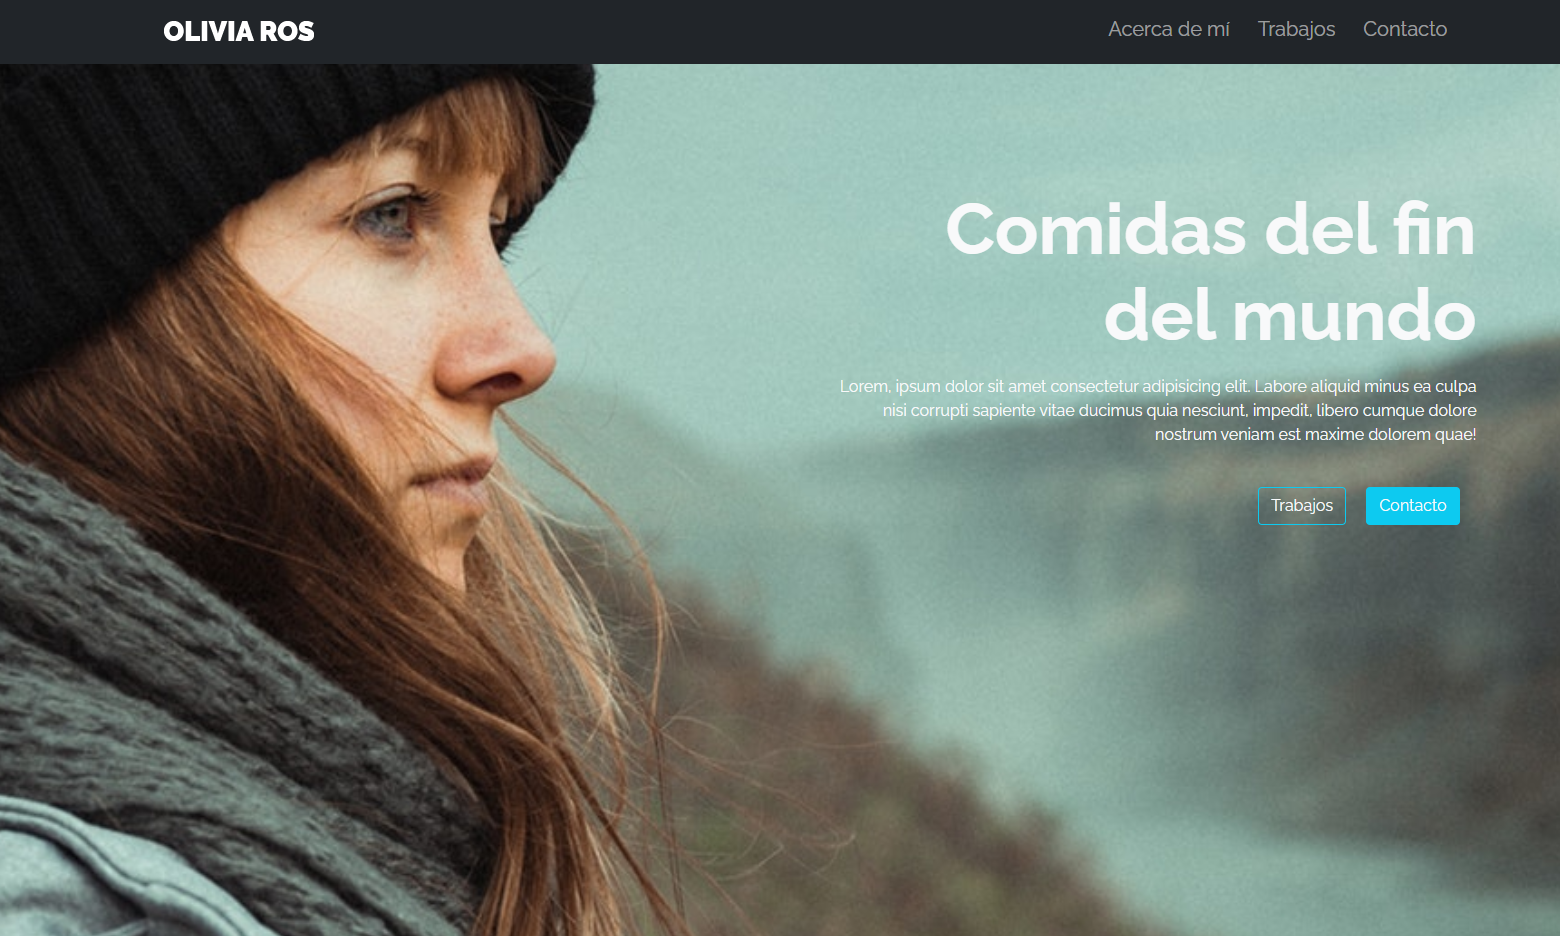 OLIVIA ROS
Acerca de mí Trabajos Contacto
Comidas del fin
del mundo
Lorem, ipsum dolor sit amet consectetur adipisicing elit. Labore aliquid minus ea culpa
nisi corrupti sapiente vitae ducimus quia nesciunt, impedit, libero cumque dolore
nostrum veniam est maxime dolorem quae!
Trabajos Contacto